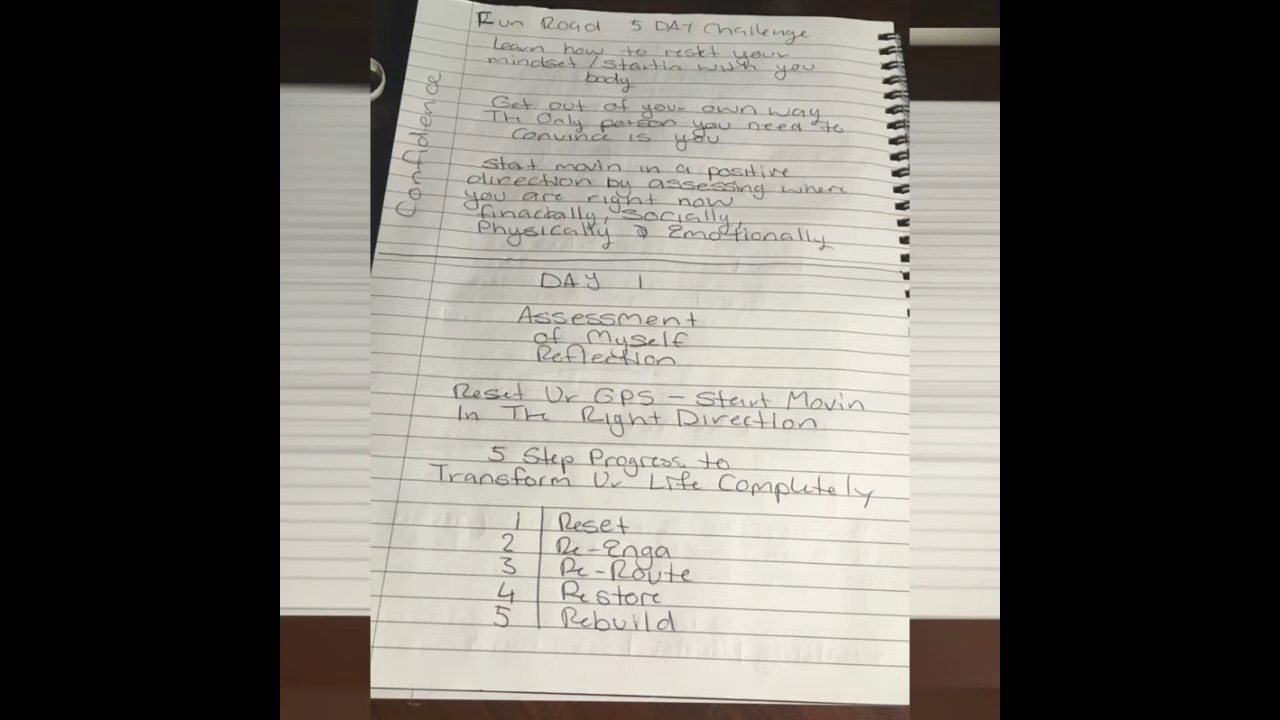 Run Road 5 DAY Challenge
Learn how to reset your
mindset / startin with you
body
Confidence
Get out of your own way
The Only person you need to
Convince is you
Start movin in a positive
direction by assessing where
you are right now
finactally, Socially,
Physically & Emotionally
DAY 1
Assessment
of Myself
Reflection
Reset Ur GPS - Start Movin
In The Right Direction
5 Step Progress to
Transform Ur Life Completely
1 Reset
2 Re-Enga
3 Re-Route
4 Restore
5 Rebuild